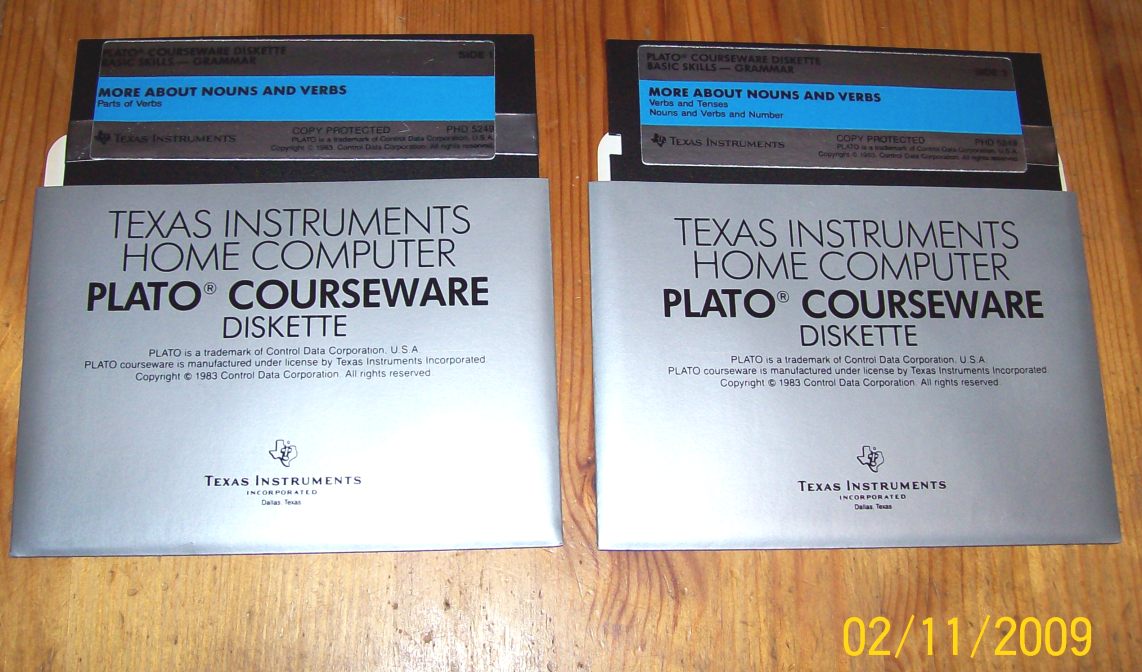 PLATO® COURSEWARE DISKETTE
BASIC SKILLS — GRAMMAR
SIDE 1
MORE ABOUT NOUNS AND VERBS
Parts of Verbs
TEXAS INSTRUMENTS
COPY PROTECTED
PHD 5249
PLATO is a trademark of Control Data Corporation, U.S.A.
Copyright © 1983 Control Data Corporation. All rights reserved.
TEXAS INSTRUMENTS
HOME COMPUTER
PLATO® COURSEWARE
DISKETTE
PLATO is a trademark of Control Data Corporation, U.S.A.
PLATO courseware is manufactured under license by Texas Instruments Incorporated.
Copyright © 1983 Control Data Corporation. All rights reserved.
TEXAS INSTRUMENTS
INCORPORATED
Dallas, Texas
PLATO® COURSEWARE DISKETTE
BASIC SKILLS — GRAMMAR
SIDE
MORE ABOUT NOUNS AND VERBS
Verbs and Tenses
Nouns and Verbs and Number
TEXAS INSTRUMENTS
COPY PROTECTED
PHD 5249
PLATO is a trademark of Control Data Corporation, U.S.A.
Copyright © 1983 Control Data Corporation. All rights reserved.
TEXAS INSTRUMENTS
HOME COMPUTER
PLATO® COURSEWARE
DISKETTE
PLATO is a trademark of Control Data Corporation, U.S.A.
PLATO courseware is manufactured under license by Texas Instruments Incorporated.
Copyright © 1983 Control Data Corporation. All rights reserved.
TEXAS INSTRUMENTS
INCORPORATED
Dallas, Texas
02/11/2009